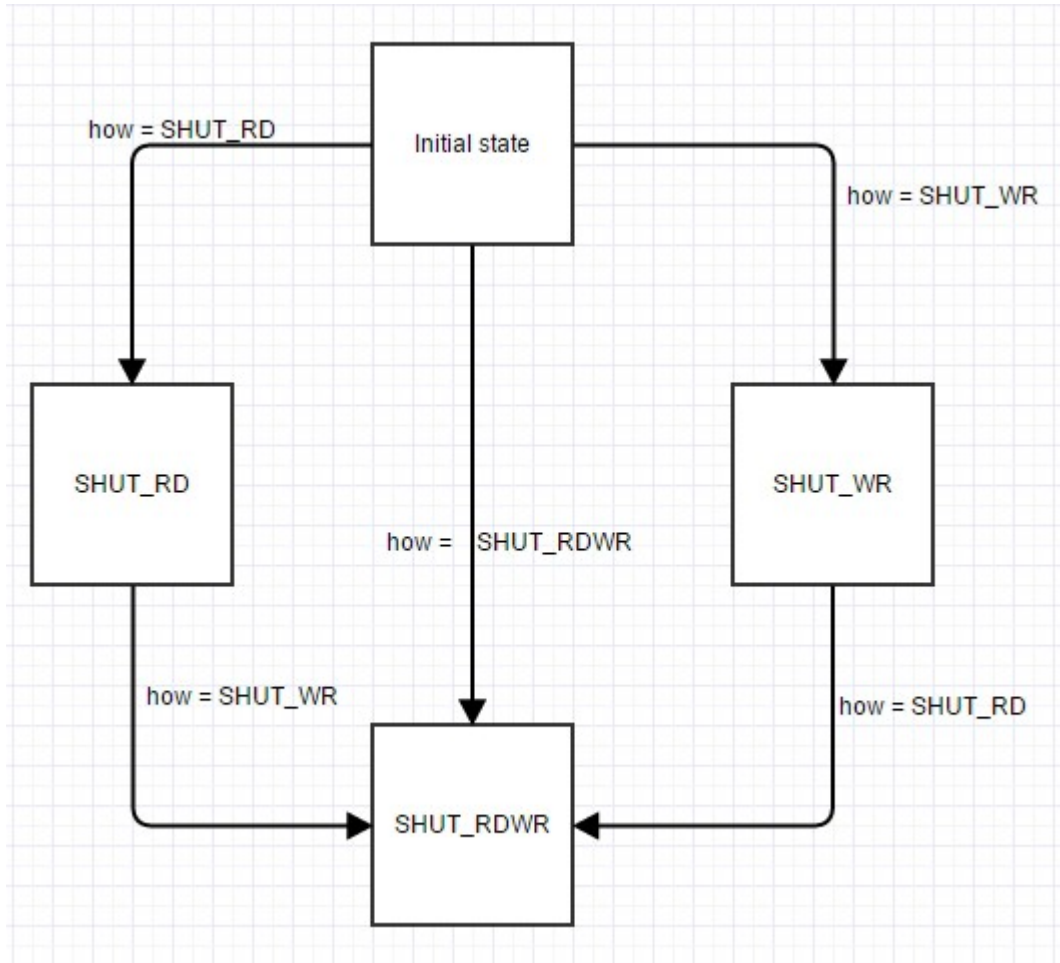 how = SHUT_RD
Initial state
how = SHUT_WR
SHUT_RD
SHUT_WR
how = SHUT_RDWR
how = SHUT_WR
how = SHUT_RD
SHUT_RDWR